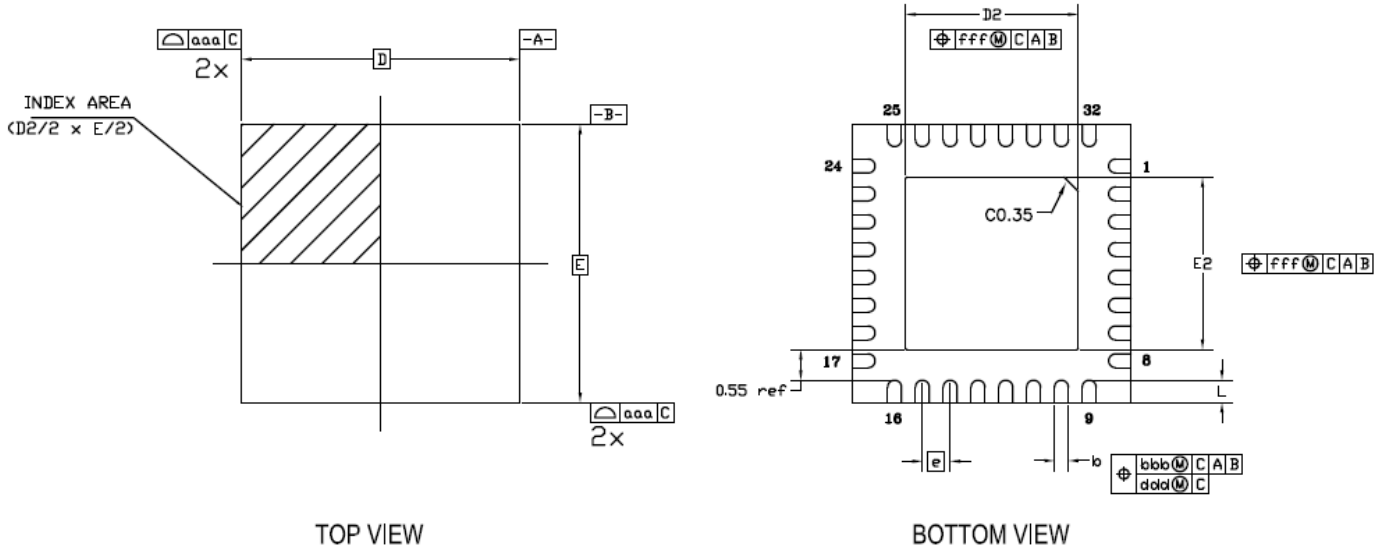 aaa C
2x
D
-A-
INDEX AREA
(D2/2 x E/2)
-B-
E
aaa C
2x
TOP VIEW
D2
fff Ⓜ C A B
25
32
24
1
C0.35
E2
fff Ⓜ C A B
17
8
0.55 ref
L
16
9
e
b
bbb Ⓜ C A B
ddd Ⓜ C
BOTTOM VIEW